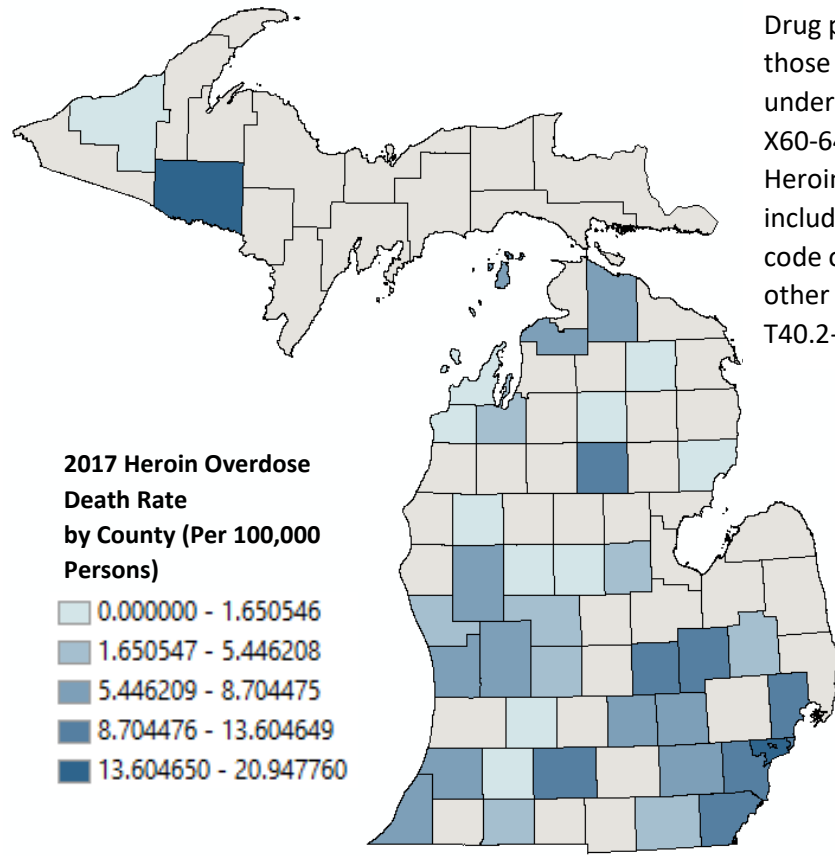 Drug p
those
under
X60-64
Heroin
includ
code
other
T40.2-
2017 Heroin Overdose
Death Rate
by County (Per 100,000
Persons)
0.000000 - 1.650546
1.650547 - 5.446208
5.446209 - 8.704475
8.704476 - 13.604649
13.604650 - 20.947760